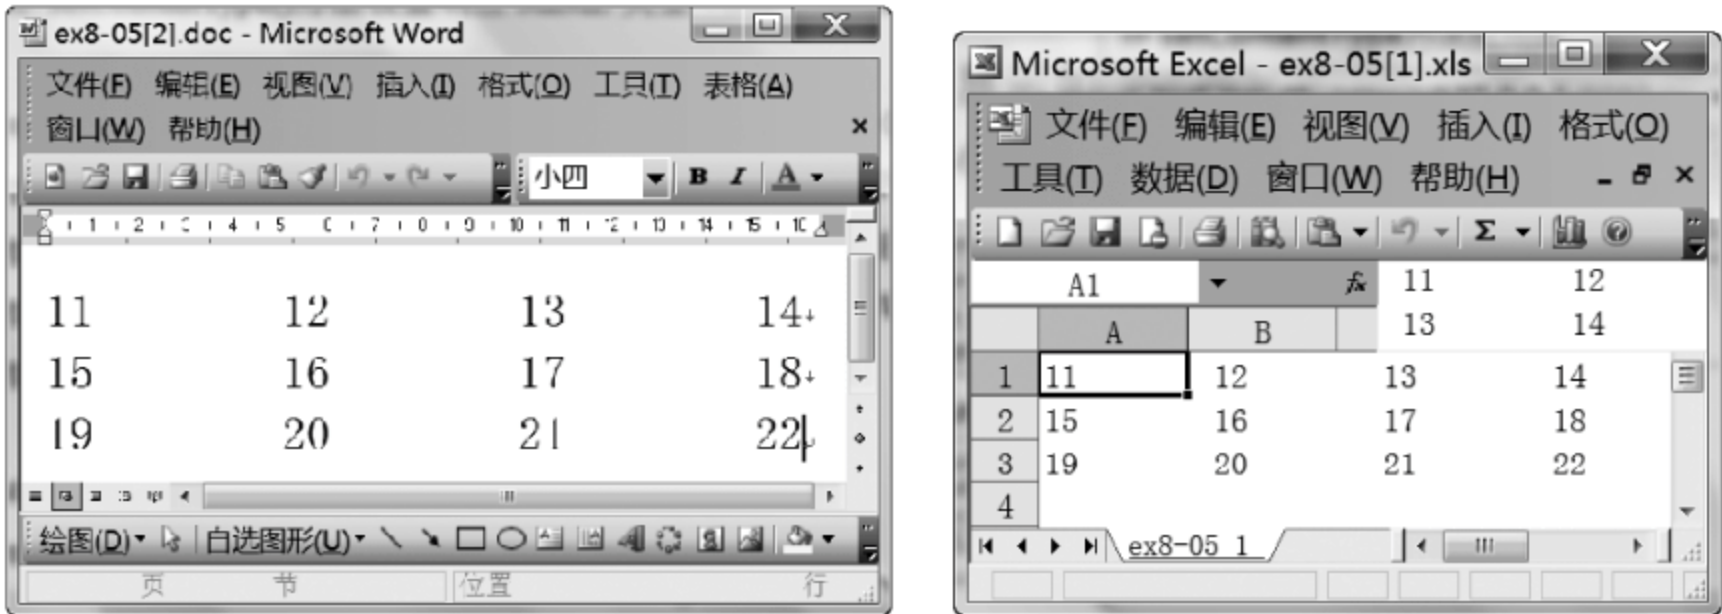 ex8-05[2].doc - Microsoft Word
文件(F) 编辑(E) 视图(V) 插入(I) 格式(O) 工具(T) 表格(A)
窗口(W) 帮助(H)
小四 B I A
11 12 13 14
15 16 17 18
19 20 21 22
绘图(D) 自选图形(U)
页 节 位置 行
Microsoft Excel - ex8-05[1].xls
文件(F) 编辑(E) 视图(V) 插入(I) 格式(O)
工具(T) 数据(D) 窗口(W) 帮助(H)
Σ
A1 fx 11 12
13 14
A B
1 11 12 13 14
2 15 16 17 18
3 19 20 21 22
4
ex8-05 1